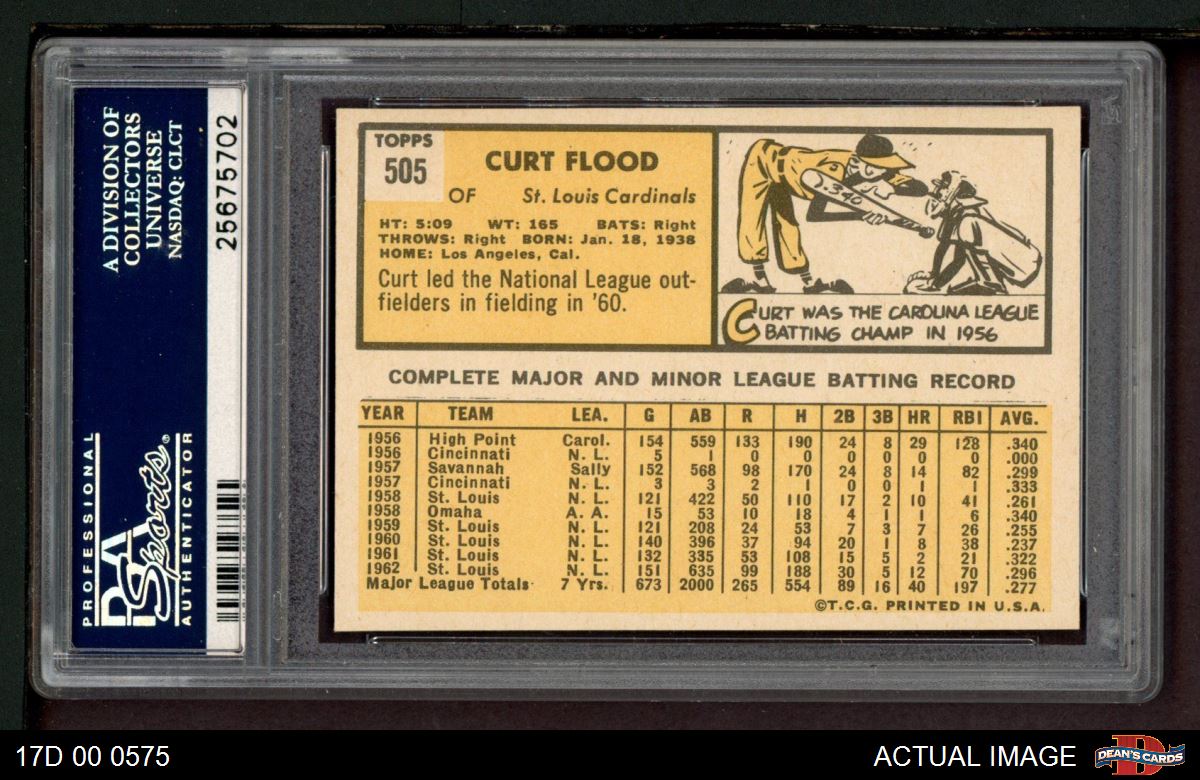 A DIVISION OF
COLLECTORS
UNIVERSE
NASDAQ: CLCT
25675702
PROFESSIONAL
PSA
Sports®
AUTHENTICATOR
TOPPS
505
CURT FLOOD
OF St. Louis Cardinals
HT: 5:09 WT: 165 BATS: Right
THROWS: Right BORN: Jan. 18, 1938
HOME: Los Angeles, Cal.
Curt led the National League out-
fielders in fielding in '60.
.340
CURT WAS THE CAROLINA LEAGUE
BATTING CHAMP IN 1956
COMPLETE MAJOR AND MINOR LEAGUE BATTING RECORD
YEAR TEAM LEA. G AB R H 2B 3B HR RBI AVG.
1956 High Point Carol. 154 559 133 190 24 8 29 128 .340
1956 Cincinnati N. L. 5 1 0 0 0 0 0 0 .000
1957 Savannah Sally 152 568 98 170 24 8 14 82 .299
1957 Cincinnati N. L. 3 3 2 1 0 0 1 1 .333
1958 St. Louis N. L. 121 422 50 110 17 2 10 41 .261
1958 Omaha A. A. 15 53 10 18 4 1 1 6 .340
1959 St. Louis N. L. 121 208 24 53 7 3 7 26 .255
1960 St. Louis N. L. 140 396 37 94 20 1 8 38 .237
1961 St. Louis N. L. 132 335 53 108 15 5 2 21 .322
1962 St. Louis N. L. 151 635 99 188 30 5 12 70 .296
Major League Totals 7 Yrs. 673 2000 265 554 89 16 40 197 .277
©T.C.G. PRINTED IN U.S.A.
17D 00 0575
ACTUAL IMAGE
D
DEAN'S CARDS